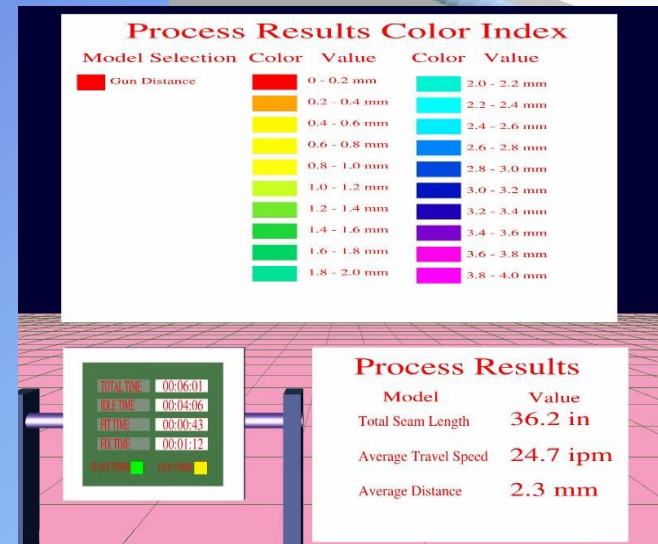 Process Results Color Index
Model Selection Color Value Color Value
Gun Distance
0 - 0.2 mm
0.2 - 0.4 mm
0.4 - 0.6 mm
0.6 - 0.8 mm
0.8 - 1.0 mm
1.0 - 1.2 mm
1.2 - 1.4 mm
1.4 - 1.6 mm
1.6 - 1.8 mm
1.8 - 2.0 mm
2.0 - 2.2 mm
2.2 - 2.4 mm
2.4 - 2.6 mm
2.6 - 2.8 mm
2.8 - 3.0 mm
3.0 - 3.2 mm
3.2 - 3.4 mm
3.4 - 3.6 mm
3.6 - 3.8 mm
3.8 - 4.0 mm
TOTAL TIME 00:06:01
IDLE TIME 00:04:06
FIT TIME 00:00:43
FIX TIME 00:01:12
START TIMER STOP TIMER
Process Results
Model Value
Total Seam Length 36.2 in
Average Travel Speed 24.7 ipm
Average Distance 2.3 mm